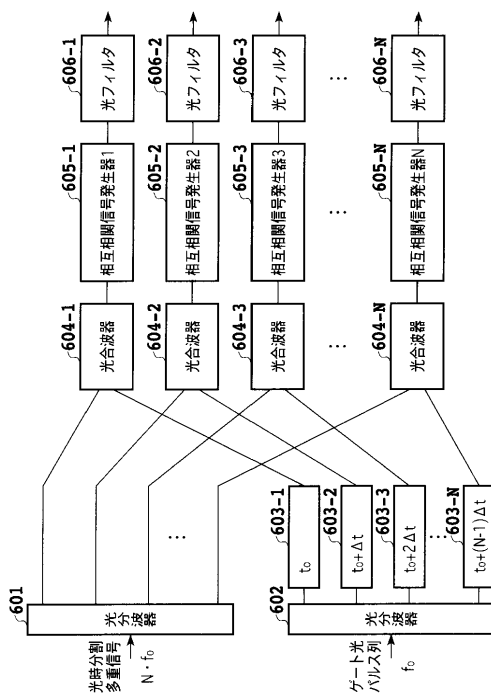 光時分割
多重信号
N・f₀
601
光分波器
ゲート光
パルス列
f₀
602
光分波器
603-1
t₀
603-2
t₀+Δt
603-3
t₀+2Δt
⋮
603-N
t₀+(N-1)Δt
⋮
604-1
光合波器
604-2
光合波器
604-3
光合波器
⋮
604-N
光合波器
605-1
相互相関信号発生器1
605-2
相互相関信号発生器2
605-3
相互相関信号発生器3
⋮
605-N
相互相関信号発生器N
606-1
光フィルタ
606-2
光フィルタ
606-3
光フィルタ
⋮
606-N
光フィルタ